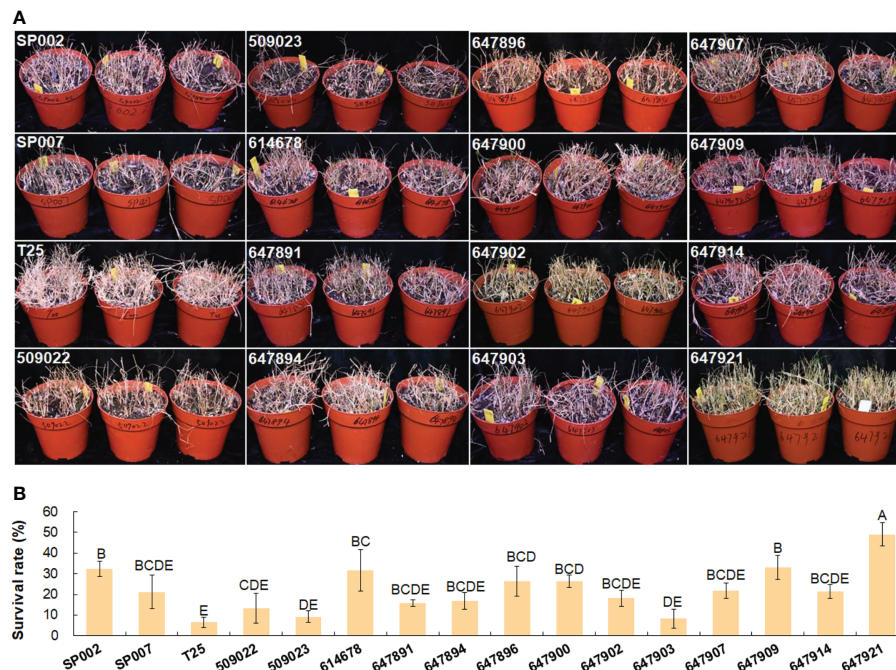 A
SP002 509023 647896 647907
SP007 614678 647900 647909
T25 647891 647902 647914
509022 647894 647903 647921
B
Survival rate (%)
60
50
40
30
20
10
0
B BCDE E CDE DE BC BCDE BCDE BCD BCD BCDE DE BCDE B BCDE A
SP002 SP007 T25 509022 509023 614678 647891 647894 647896 647900 647902 647903 647907 647909 647914 647921